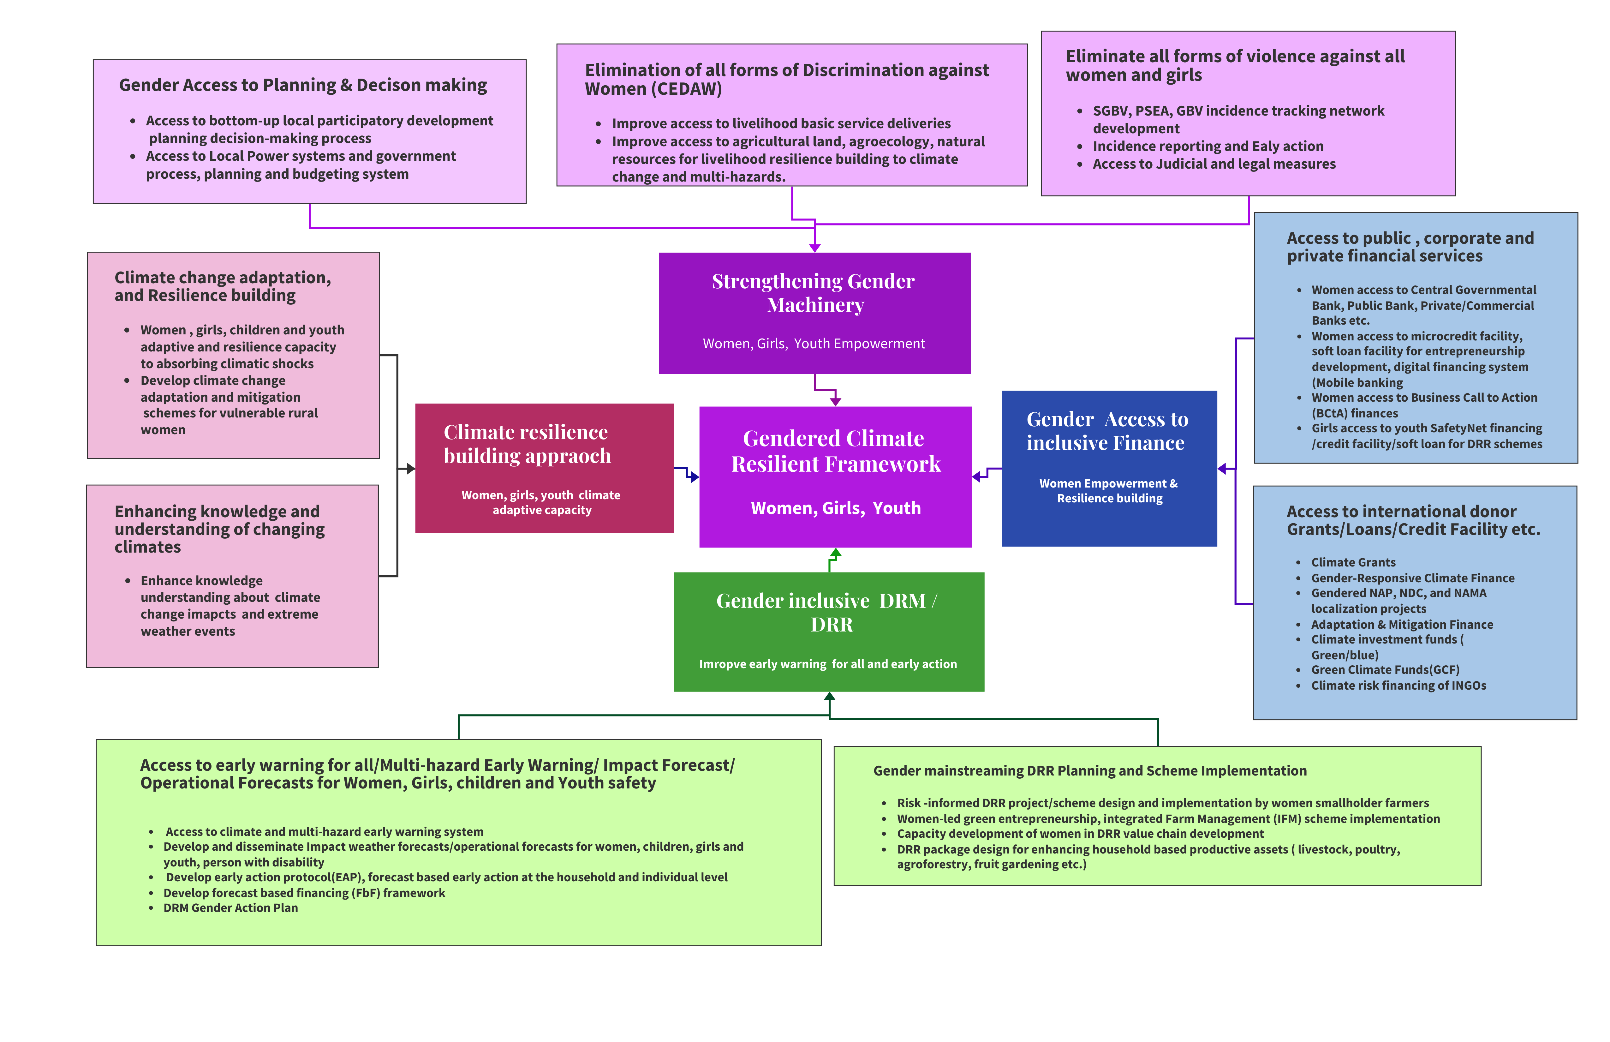 Gender Access to Planning & Decison making
Access to bottom-up local participatory development
planning decision-making process
Access to Local Power systems and government
process, planning and budgeting system
Elimination of all forms of Discrimination against
Women (CEDAW)
Improve access to livelihood basic service deliveries
Improve access to agricultural land, agroecology, natural
resources for livelihood resilience building to climate
change and multi-hazards.
Eliminate all forms of violence against all
women and girls
SGBV, PSEA, GBV incidence tracking network
development
Incidence reporting and Ealy action
Access to Judicial and legal measures
Climate change adaptation,
and Resilience building
Women , girls, children and youth
adaptive and resilience capacity
to absorbing climatic shocks
Develop climate change
adaptation and mitigation
schemes for vulnerable rural
women
Strengthening Gender
Machinery
Women, Girls, Youth Empowerment
Access to public , corporate and
private financial services
Women access to Central Governmental
Bank, Public Bank, Private/Commercial
Banks etc.
Women access to microcredit facility,
soft loan facility for entrepreneurship
development, digital financing system
(Mobile banking
Women access to Business Call to Action
(BCtA) finances
Girls access to youth SafetyNet financing
/credit facility/soft loan for DRR schemes
Climate resilience
building appraoch
Women, girls, youth climate
adaptive capacity
Gendered Climate
Resilient Framework
Women, Girls, Youth
Gender Access to
inclusive Finance
Women Empowerment &
Resilience building
Enhancing knowledge and
understanding of changing
climates
Enhance knowledge
understanding about climate
change imapcts and extreme
weather events
Access to international donor
Grants/Loans/Credit Facility etc.
Climate Grants
Gender-Responsive Climate Finance
Gendered NAP, NDC, and NAMA
localization projects
Adaptation & Mitigation Finance
Climate investment funds (
Green/blue)
Green Climate Funds(GCF)
Climate risk financing of INGOs
Gender inclusive DRM /
DRR
Imropve early warning for all and early action
Access to early warning for all/Multi-hazard Early Warning/ Impact Forecast/
Operational Forecasts for Women, Girls, children and Youth safety
Access to climate and multi-hazard early warning system
Develop and disseminate Impact weather forecasts/operational forecasts for women, children, girls and
youth, person with disability
Develop early action protocol(EAP), forecast based early action at the household and individual level
Develop forecast based financing (FbF) framework
DRM Gender Action Plan
Gender mainstreaming DRR Planning and Scheme Implementation
Risk -informed DRR project/scheme design and implementation by women smallholder farmers
Women-led green entrepreneurship, integrated Farm Management (IFM) scheme implementation
Capacity development of women in DRR value chain development
DRR package design for enhancing household based productive assets ( livestock, poultry,
agroforestry, fruit gardening etc.)